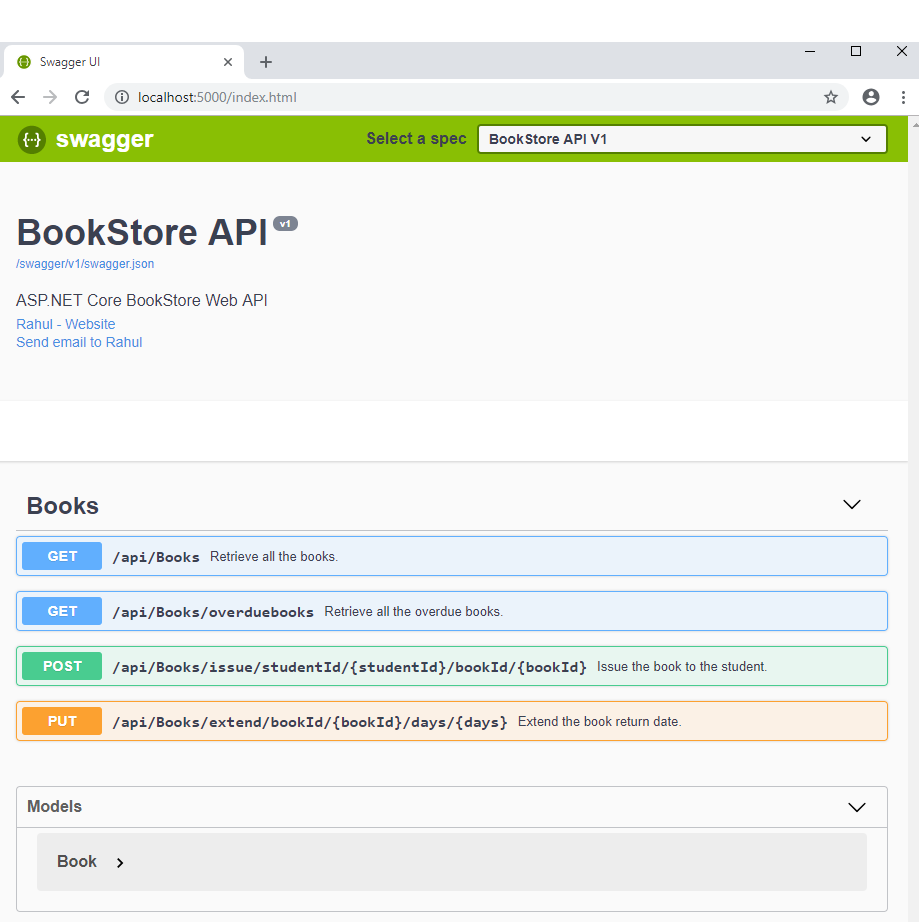 Swagger UI
localhost:5000/index.html
swagger Select a spec BookStore API V1
BookStore API v1
/swagger/v1/swagger.json
ASP.NET Core BookStore Web API
Rahul - Website
Send email to Rahul
Books
GET /api/Books Retrieve all the books.
GET /api/Books/overduebooks Retrieve all the overdue books.
POST /api/Books/issue/studentId/{studentId}/bookId/{bookId} Issue the book to the student.
PUT /api/Books/extend/bookId/{bookId}/days/{days} Extend the book return date.
Models
Book